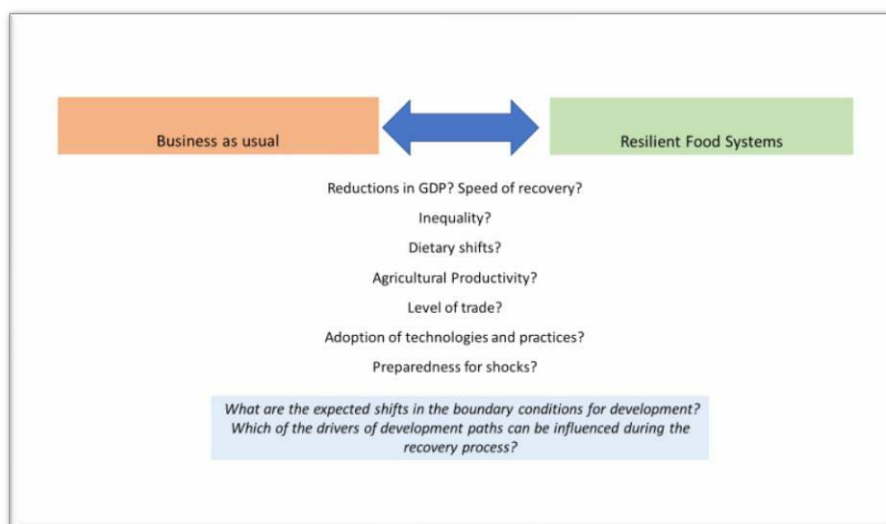 Business as usual
Resilient Food Systems
Reductions in GDP? Speed of recovery?
Inequality?
Dietary shifts?
Agricultural Productivity?
Level of trade?
Adoption of technologies and practices?
Preparedness for shocks?
What are the expected shifts in the boundary conditions for development?
Which of the drivers of development paths can be influenced during the
recovery process?